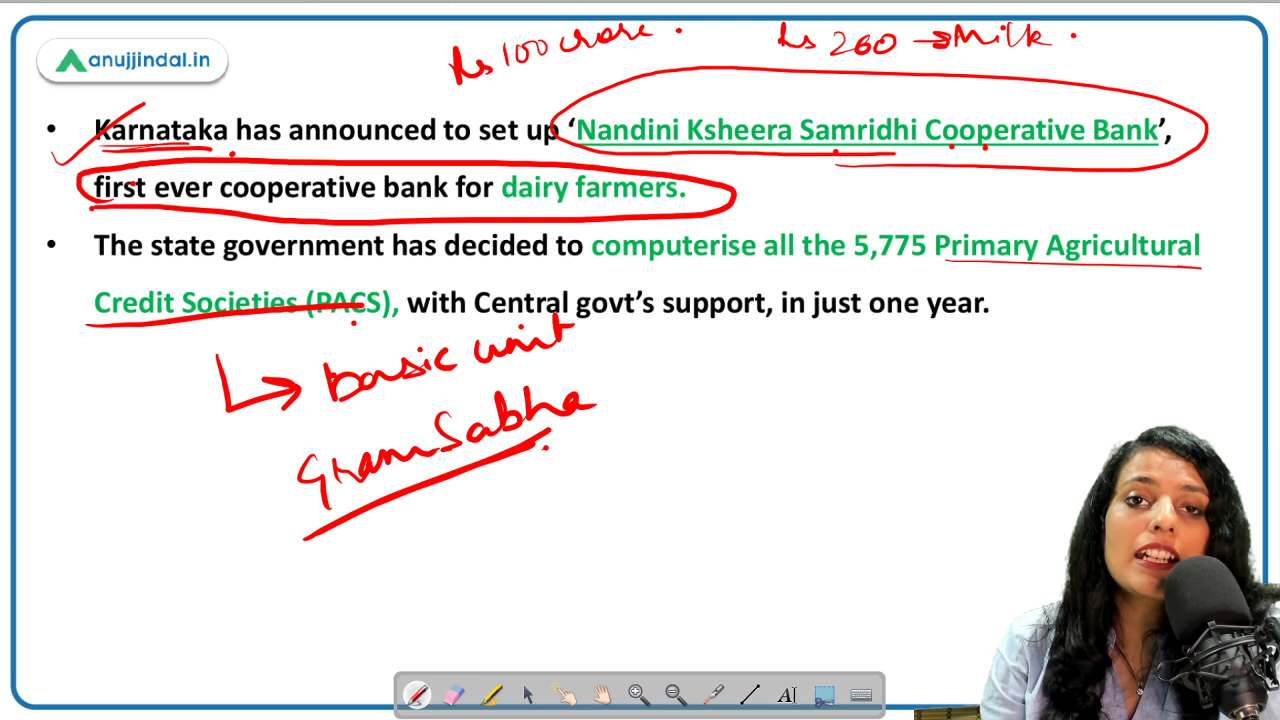 Rs 100 crore.
Rs 260 → Milk.
anujjindal.in
• Karnataka has announced to set up ‘Nandini Ksheera Samridhi Cooperative Bank’,
first ever cooperative bank for dairy farmers.
• The state government has decided to computerise all the 5,775 Primary Agricultural
Credit Societies (PACS), with Central govt’s support, in just one year.
Basic unit
Gram Sabha